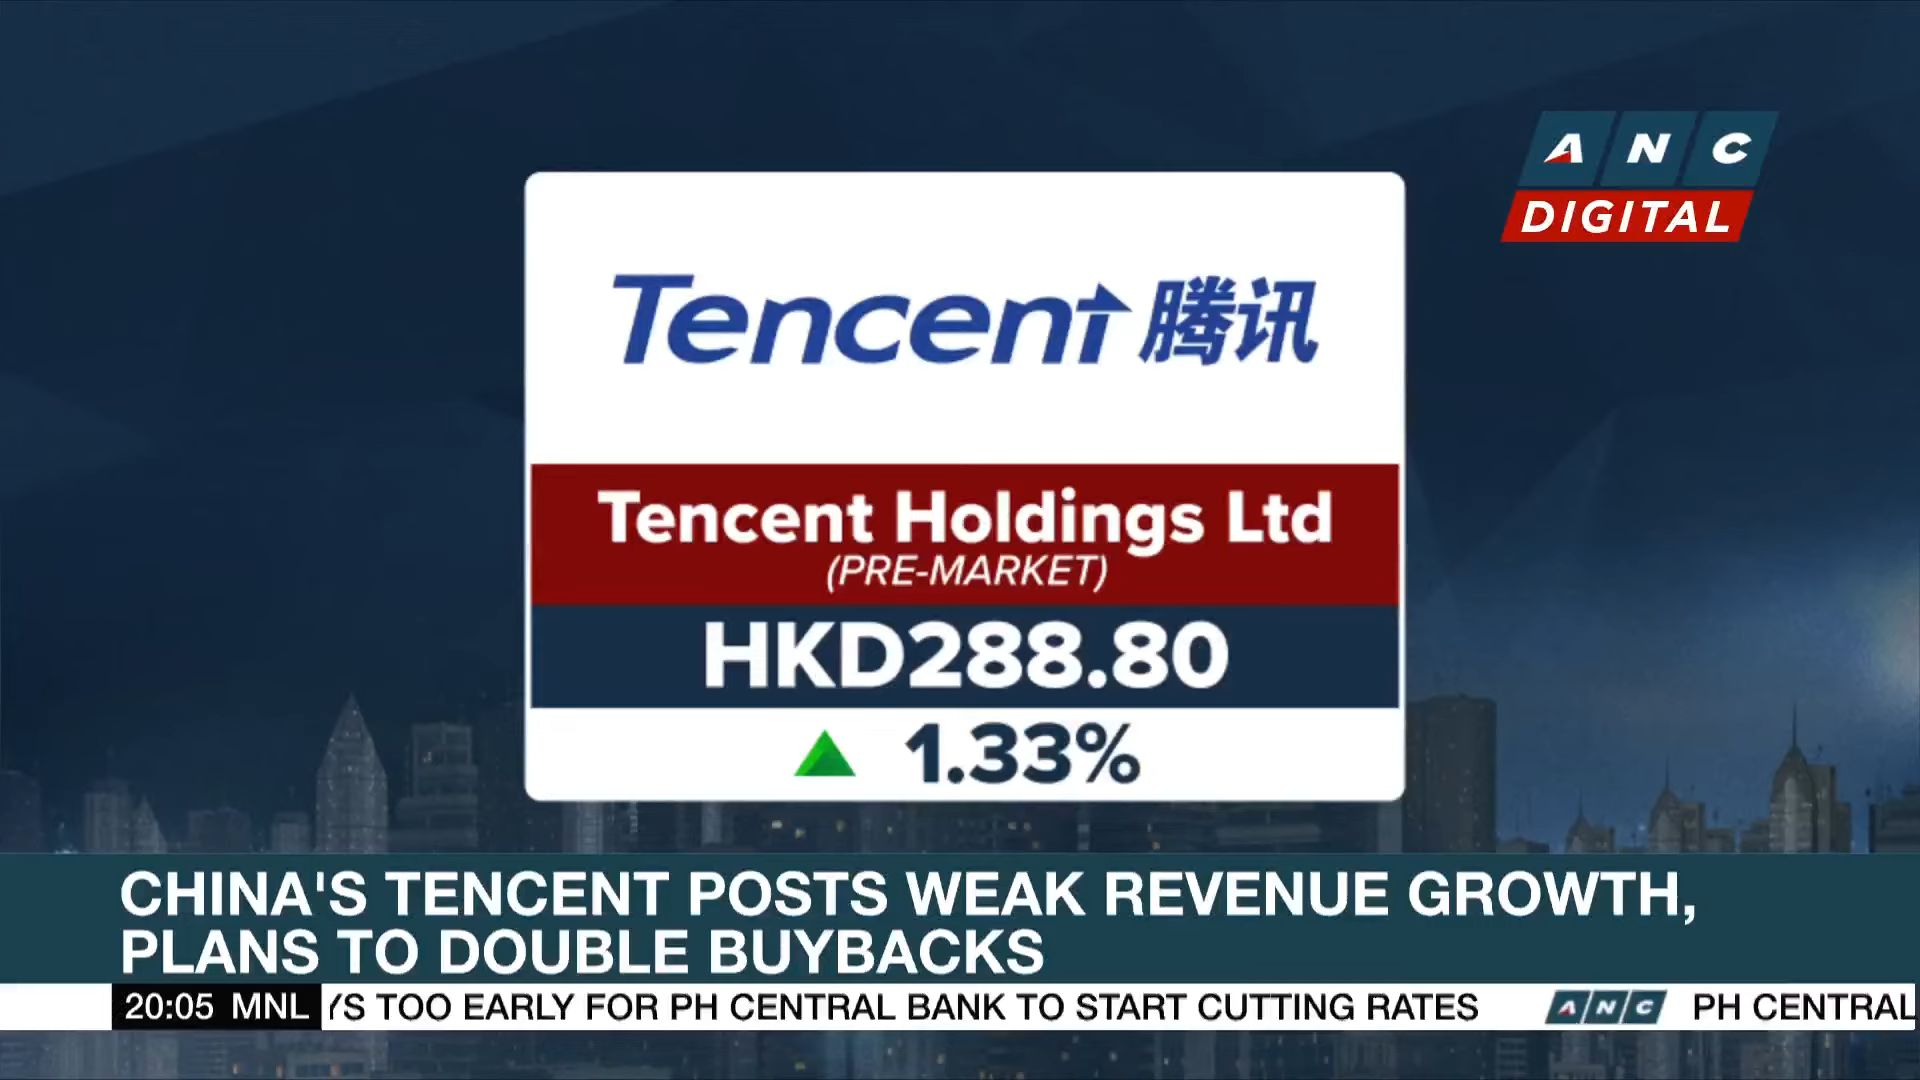 ANC
DIGITAL
Tencent 腾讯
Tencent Holdings Ltd
(PRE-MARKET)
HKD288.80
1.33%
CHINA'S TENCENT POSTS WEAK REVENUE GROWTH,
PLANS TO DOUBLE BUYBACKS
20:05 MNL YS TOO EARLY FOR PH CENTRAL BANK TO START CUTTING RATES ANC PH CENTRAL